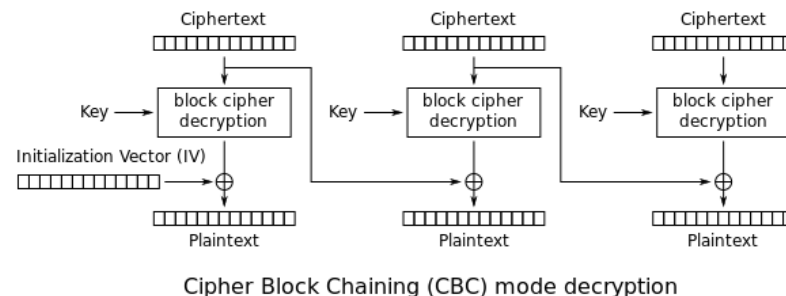 Ciphertext Ciphertext Ciphertext
Key block cipher decryption Key block cipher decryption Key block cipher decryption
Initialization Vector (IV)
Plaintext Plaintext Plaintext
Cipher Block Chaining (CBC) mode decryption